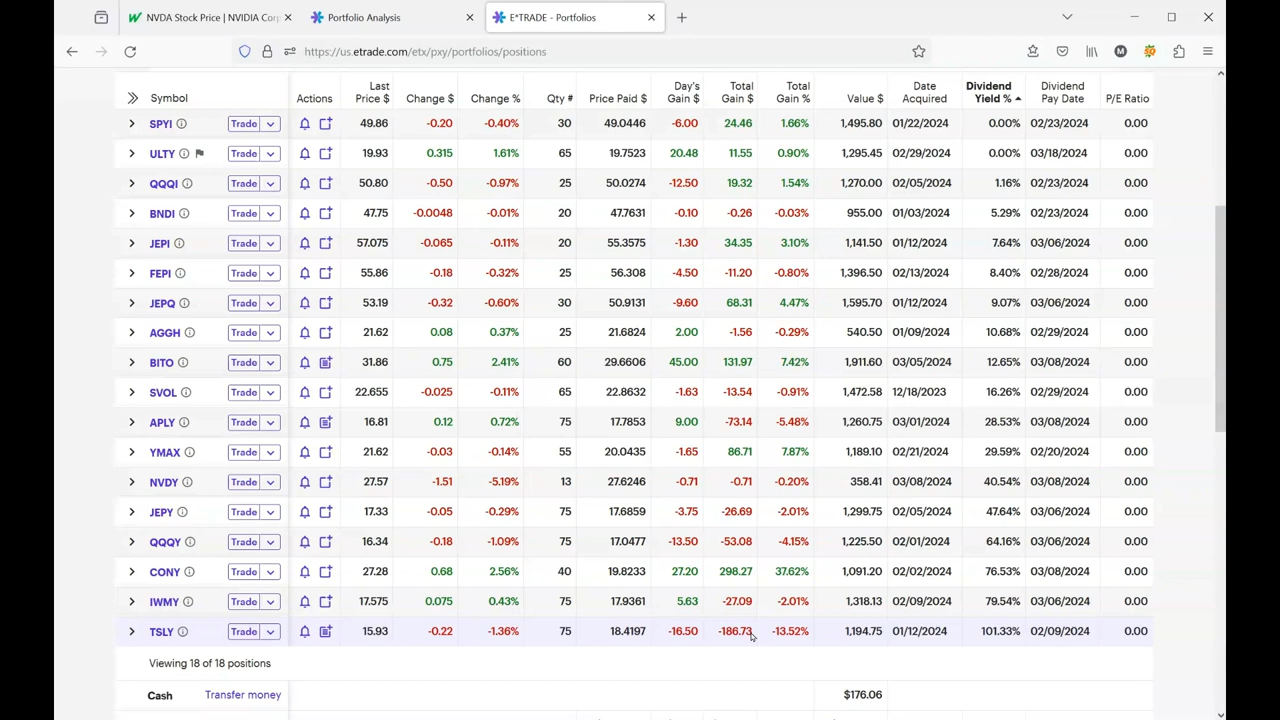 NVDA Stock Price | NVIDIA Corp
Portfolio Analysis
E*TRADE - Portfolios
https://us.etrade.com/etx/pxy/portfolios/positions
Symbol Actions Last Price $ Change $ Change % Qty # Price Paid $ Day's Gain $ Total Gain $ Total Gain % Value $ Date Acquired Dividend Yield % Dividend Pay Date P/E Ratio
SPYI Trade 49.86 -0.20 -0.40% 30 49.0446 -6.00 24.46 1.66% 1,495.80 01/22/2024 0.00% 02/23/2024 0.00
ULTY Trade 19.93 0.315 1.61% 65 19.7523 20.48 11.55 0.90% 1,295.45 02/29/2024 0.00% 03/18/2024 0.00
QQQI Trade 50.80 -0.50 -0.97% 25 50.0274 -12.50 19.32 1.54% 1,270.00 02/05/2024 1.16% 02/23/2024 0.00
BNDI Trade 47.75 -0.0048 -0.01% 20 47.7631 -0.10 -0.26 -0.03% 955.00 01/03/2024 5.29% 02/23/2024 0.00
JEPI Trade 57.075 -0.065 -0.11% 20 55.3575 -1.30 34.35 3.10% 1,141.50 01/12/2024 7.64% 03/06/2024 0.00
FEPI Trade 55.86 -0.18 -0.32% 25 56.308 -4.50 -11.20 -0.80% 1,396.50 02/13/2024 8.40% 02/28/2024 0.00
JEPQ Trade 53.19 -0.32 -0.60% 30 50.9131 -9.60 68.31 4.47% 1,595.70 01/12/2024 9.07% 03/06/2024 0.00
AGGH Trade 21.62 0.08 0.37% 25 21.6824 2.00 -1.56 -0.29% 540.50 01/09/2024 10.68% 02/29/2024 0.00
BITO Trade 31.86 0.75 2.41% 60 29.6606 45.00 131.97 7.42% 1,911.60 03/05/2024 12.65% 03/08/2024 0.00
SVOL Trade 22.655 -0.025 -0.11% 65 22.8632 -1.63 -13.54 -0.91% 1,472.58 12/18/2023 16.26% 02/29/2024 0.00
APLY Trade 16.81 0.12 0.72% 75 17.7854 9.00 -73.14 -5.48% 1,260.75 03/01/2024 28.53% 03/08/2024 0.00
YMAX Trade 21.62 -0.03 -0.14% 55 20.0435 -1.65 86.71 7.87% 1,189.10 02/21/2024 29.59% 02/20/2024 0.00
NVDY Trade 27.57 -1.51 -5.19% 13 27.6246 -0.71 -0.71 -0.20% 358.41 03/08/2024 40.54% 03/08/2024 0.00
JEPY Trade 17.33 -0.05 -0.29% 75 17.6859 -3.75 -26.69 -2.01% 1,299.75 02/05/2024 47.64% 03/06/2024 0.00
QQQY Trade 16.34 -0.18 -1.09% 75 17.0477 -13.50 -53.08 -4.15% 1,225.50 02/01/2024 64.16% 03/06/2024 0.00
CONY Trade 27.28 0.68 2.56% 40 19.8233 27.20 298.27 37.62% 1,091.20 02/02/2024 76.53% 03/08/2024 0.00
IWMY Trade 17.575 0.075 0.43% 75 17.9361 5.63 -27.09 -2.01% 1,318.13 02/09/2024 79.54% 03/06/2024 0.00
TSLY Trade 15.93 -0.22 -1.36% 75 18.4197 -16.50 -186.73 -13.52% 1,194.75 01/12/2024 101.33% 02/09/2024 0.00
Viewing 18 of 18 positions
Cash Transfer money $176.06